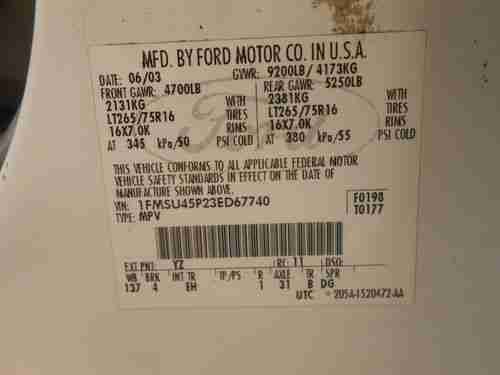 MFD. BY FORD MOTOR CO. IN U.S.A.
DATE: 06/03 GVWR: 9200LB/ 4173KG
FRONT GAWR: 4700LB REAR GAWR: 5250LB
2131KG WITH 2381KG WITH
LT265/75R16 TIRES LT265/75R16 TIRES
16X7.0K RIMS 16X7.0K RIMS
AT 345 kPa/50 PSI COLD AT 380 kPa/55 PSI COLD
THIS VEHICLE CONFORMS TO ALL APPLICABLE FEDERAL MOTOR
VEHICLE SAFETY STANDARDS IN EFFECT ON THE DATE OF
MANUFACTURE SHOWN ABOVE.
VIN: 1FMSU45P23ED67740 F0198
TYPE: MPV T0177
EXT PNT: YZ RC: 11 DSO:
WB BRK INT TR TP/PS R AXLE TR SPR
137 4 EH 1 31 B DG
UTC
Ford